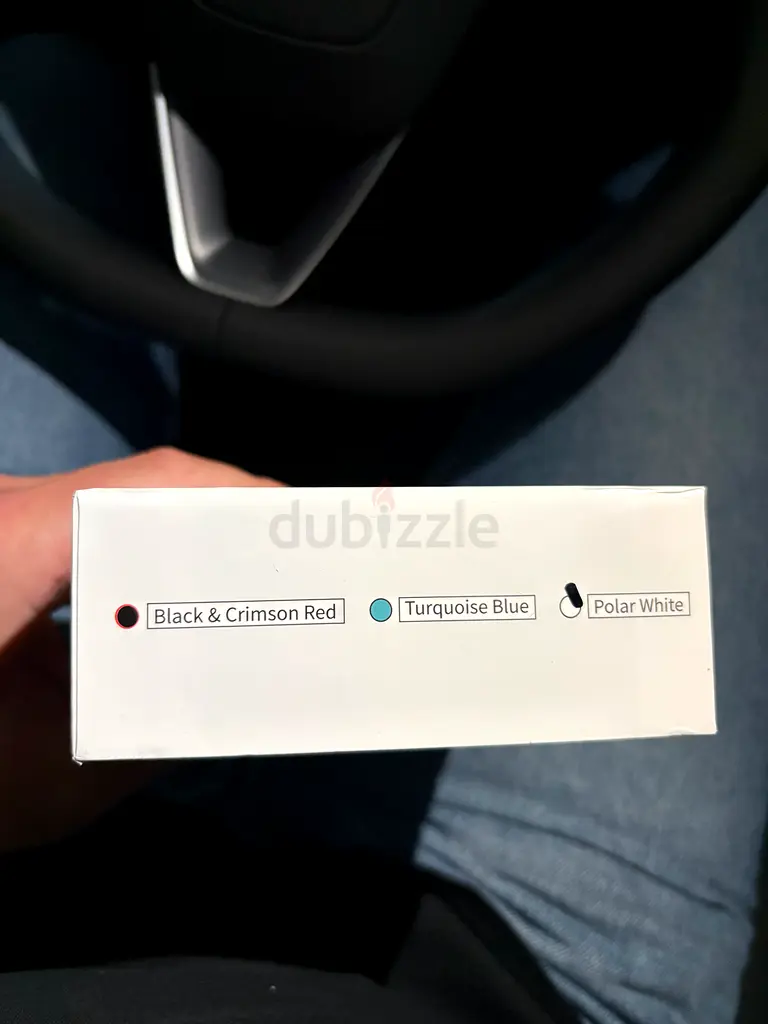 dubizzle
Black & Crimson Red
Turquoise Blue
Polar White